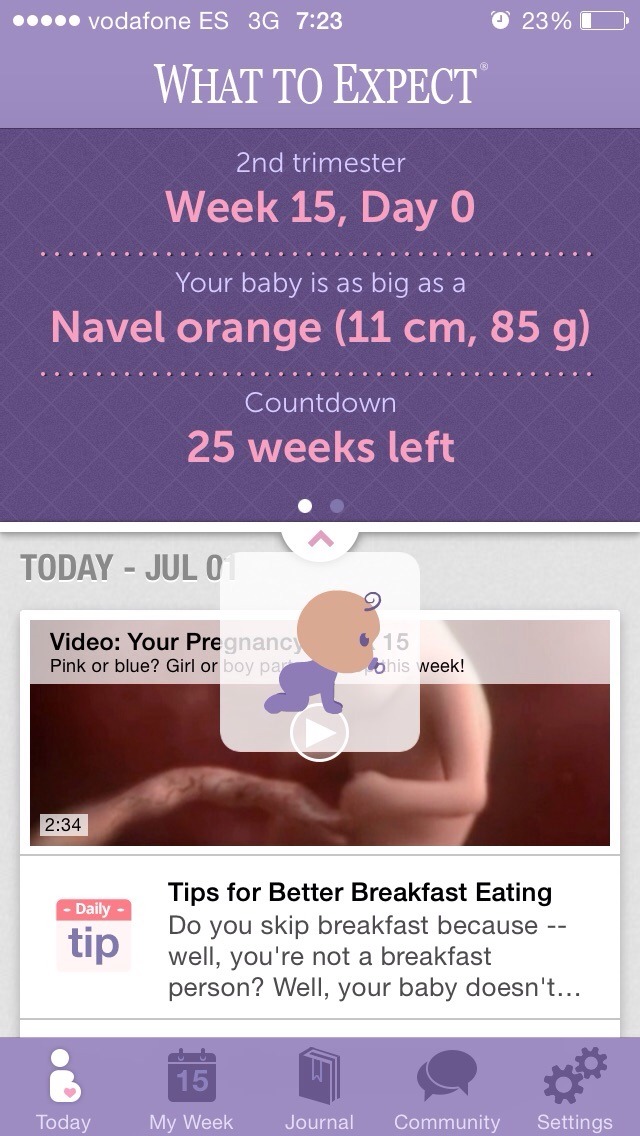 vodafone ES 3G 7:23 23%
WHAT TO EXPECT®
2nd trimester
Week 15, Day 0
Your baby is as big as a
Navel orange (11 cm, 85 g)
Countdown
25 weeks left
TODAY - JUL 01
Video: Your Pregnancy 15
Pink or blue? Girl or boy this week!
2:34
Daily
tip
Tips for Better Breakfast Eating
Do you skip breakfast because --
well, you're not a breakfast
person? Well, your baby doesn't...
15
Today My Week Journal Community Settings